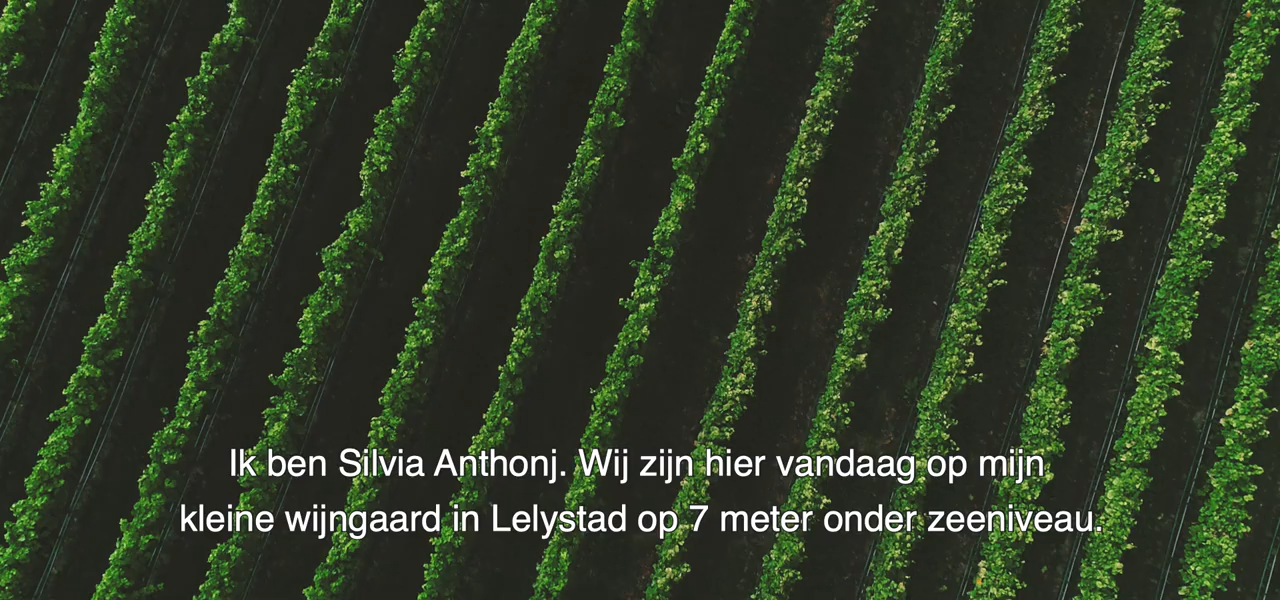 Ik ben Silvia Anthonj. Wij zijn hier vandaag op mijn
kleine wijngaard in Lelystad op 7 meter onder zeeniveau.